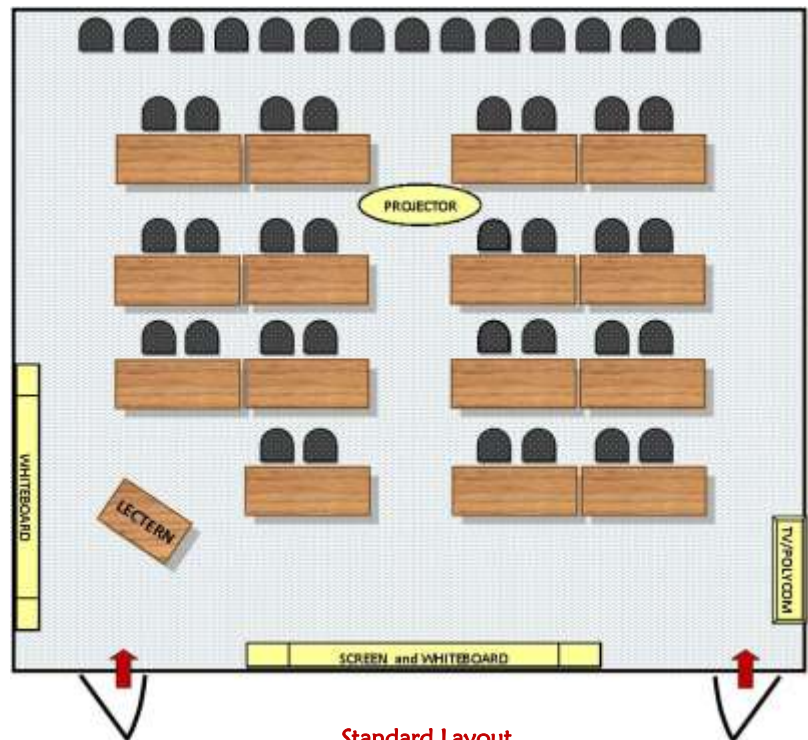 PROJECTOR
WHITEBOARD
LECTERN
TV/POLYCOM
SCREEN and WHITEBOARD
Standard Layout